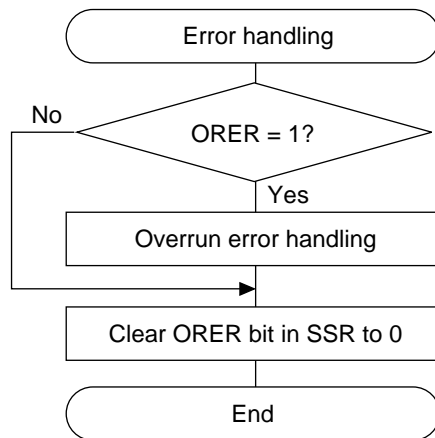 Error handling
No
ORER = 1?
Yes
Overrun error handling
Clear ORER bit in SSR to 0
End